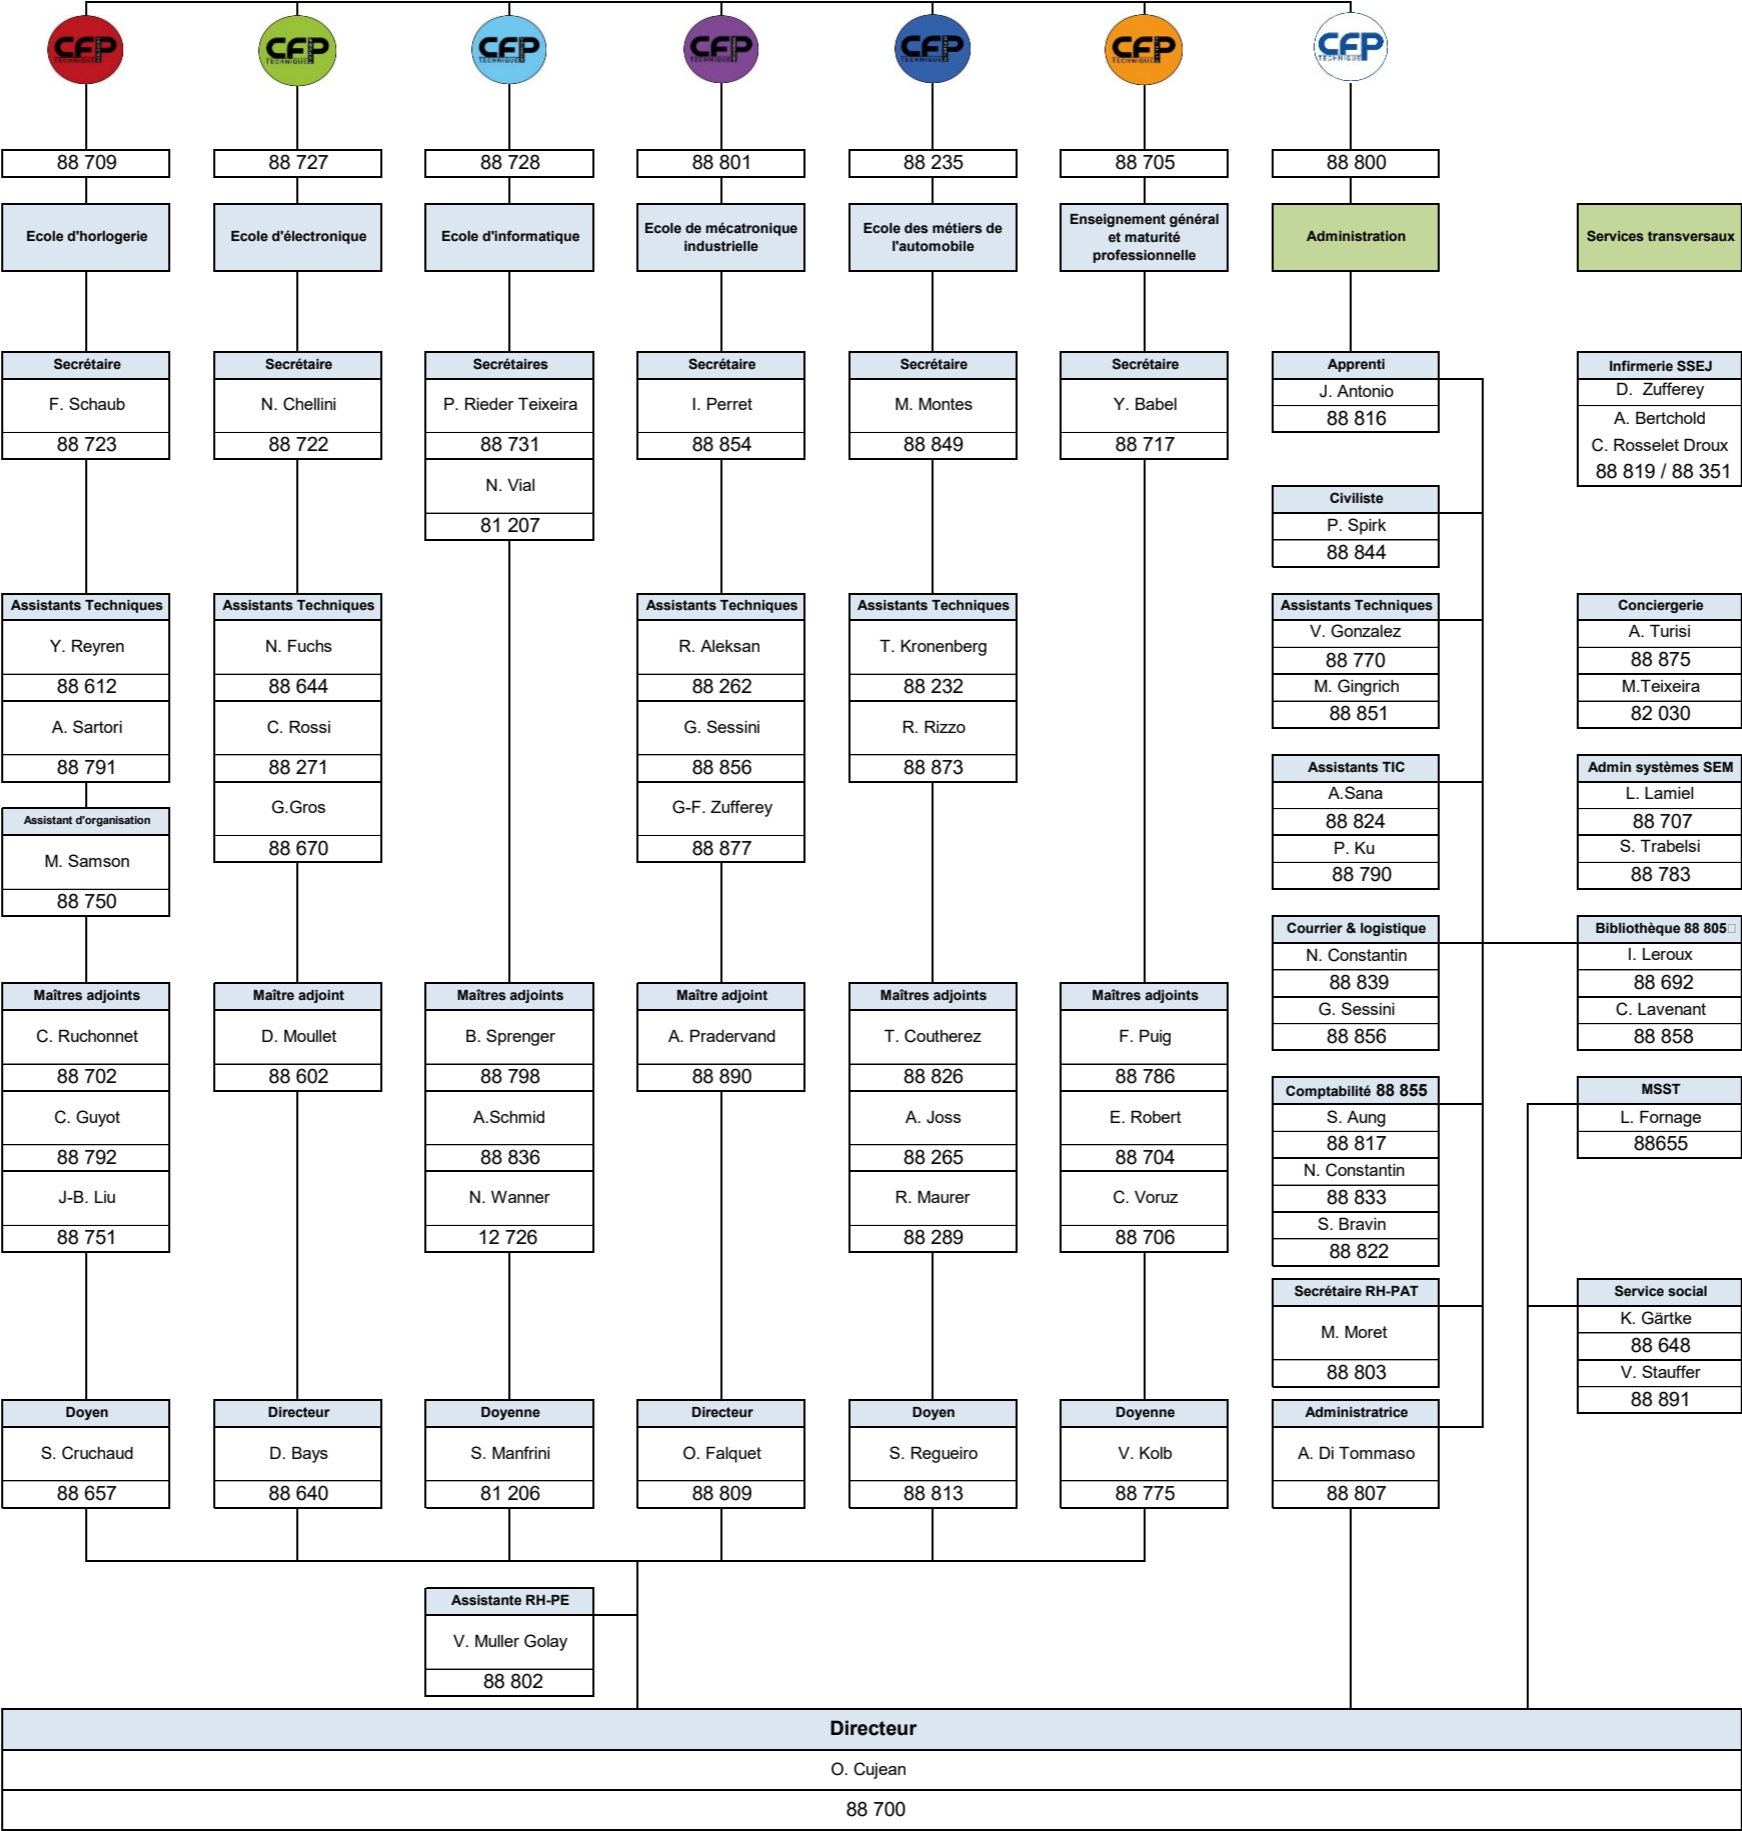 CFP
TECHNIQUE
CFP
TECHNIQUE
CFP
TECHNIQUE
CFP
TECHNIQUE
CFP
TECHNIQUE
CFP
TECHNIQUE
CFP
TECHNIQUE
88 709
88 727
88 728
88 801
88 235
88 705
88 800
Ecole d'horlogerie
Ecole d'électronique
Ecole d'informatique
Ecole de mécatronique
industrielle
Ecole des métiers de
l'automobile
Enseignement général
et maturité
professionnelle
Administration
Services transversaux
Secrétaire
F. Schaub
88 723
Assistants Techniques
Y. Reyren
88 612
A. Sartori
88 791
Assistant d'organisation
M. Samson
88 750
Maîtres adjoints
C. Ruchonnet
88 702
C. Guyot
88 792
J-B. Liu
88 751
Doyen
S. Cruchaud
88 657
Secrétaire
N. Chellini
88 722
Assistants Techniques
N. Fuchs
88 644
C. Rossi
88 271
G.Gros
88 670
Maître adjoint
D. Moullet
88 602
Directeur
D. Bays
88 640
Secrétaires
P. Rieder Teixeira
88 731
N. Vial
81 207
Maîtres adjoints
B. Sprenger
88 798
A.Schmid
88 836
N. Wanner
12 726
Doyenne
S. Manfrini
81 206
Secrétaire
I. Perret
88 854
Assistants Techniques
R. Aleksan
88 262
G. Sessini
88 856
G-F. Zufferey
88 877
Maître adjoint
A. Pradervand
88 890
Directeur
O. Falquet
88 809
Secrétaire
M. Montes
88 849
Assistants Techniques
T. Kronenberg
88 232
R. Rizzo
88 873
Maîtres adjoints
T. Coutherez
88 826
A. Joss
88 265
R. Maurer
88 289
Doyen
S. Regueiro
88 813
Secrétaire
Y. Babel
88 717
Maîtres adjoints
F. Puig
88 786
E. Robert
88 704
C. Voruz
88 706
Doyenne
V. Kolb
88 775
Apprenti
J. Antonio
88 816
Civiliste
P. Spirk
88 844
Assistants Techniques
V. Gonzalez
88 770
M. Gingrich
88 851
Assistants TIC
A.Sana
88 824
P. Ku
88 790
Courrier & logistique
N. Constantin
88 839
G. Sessini
88 856
Comptabilité 88 855
S. Aung
88 817
N. Constantin
88 833
S. Bravin
88 822
Secrétaire RH-PAT
M. Moret
88 803
Administratrice
A. Di Tommaso
88 807
Infirmerie SSEJ
D. Zufferey
A. Bertchold
C. Rosselet Droux
88 819 / 88 351
Conciergerie
A. Turisi
88 875
M.Teixeira
82 030
Admin systèmes SEM
L. Lamiel
88 707
S. Trabelsi
88 783
Bibliothèque 88 805
I. Leroux
88 692
C. Lavenant
88 858
MSST
L. Fornage
88655
Service social
K. Gärtke
88 648
V. Stauffer
88 891
Assistante RH-PE
V. Muller Golay
88 802
Directeur
O. Cujean
88 700